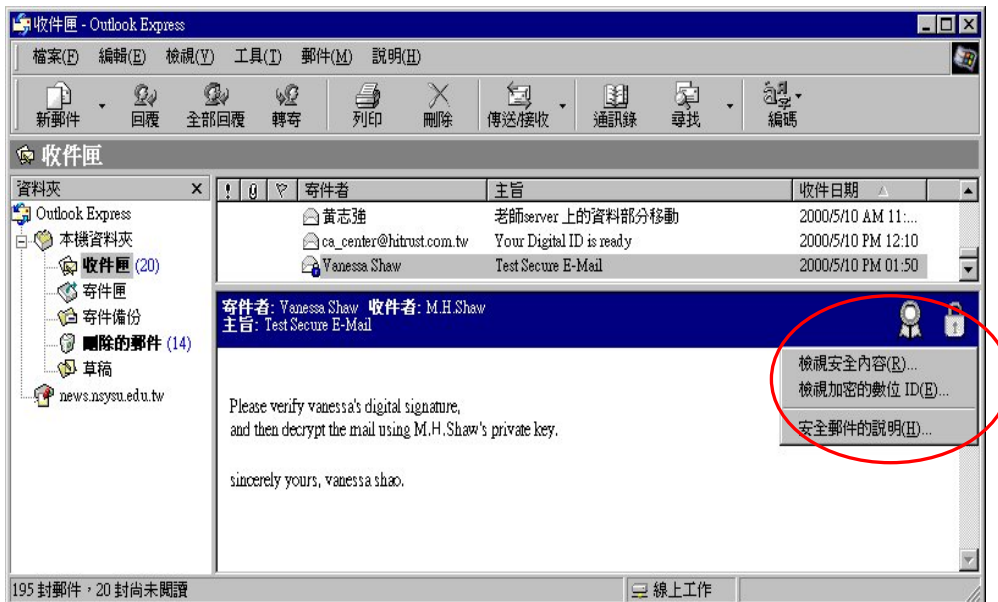 收件匣 - Outlook Express
檔案(F) 編輯(E) 檢視(V) 工具(T) 郵件(M) 說明(H)
新郵件 回覆 全部回覆 轉寄 列印 刪除 傳送/接收 通訊錄 尋找 編碼
收件匣
資料夾 x
Outlook Express
本機資料夾
收件匣 (20)
寄件匣
寄件備份
刪除的郵件 (14)
草稿
news.nsysu.edu.tw
! 寄件者 主旨 收件日期
黃志強 老師server 上的資料部分移動 2000/5/10 AM 11:...
ca_center@hitrust.com.tw Your Digital ID is ready 2000/5/10 PM 12:10
Vanessa Shaw Test Secure E-Mail 2000/5/10 PM 01:50
寄件者: Vanessa Shaw 收件者: M.H.Shaw
主旨: Test Secure E-Mail
檢視安全內容(R)...
檢視加密的數位 ID(E)...
安全郵件的說明(H)...
Please verify vanessa's digital signature,
and then decrypt the mail using M.H.Shaw's private key.
sincerely yours, vanessa shao.
195 封郵件，20 封尚未閱讀 線上工作